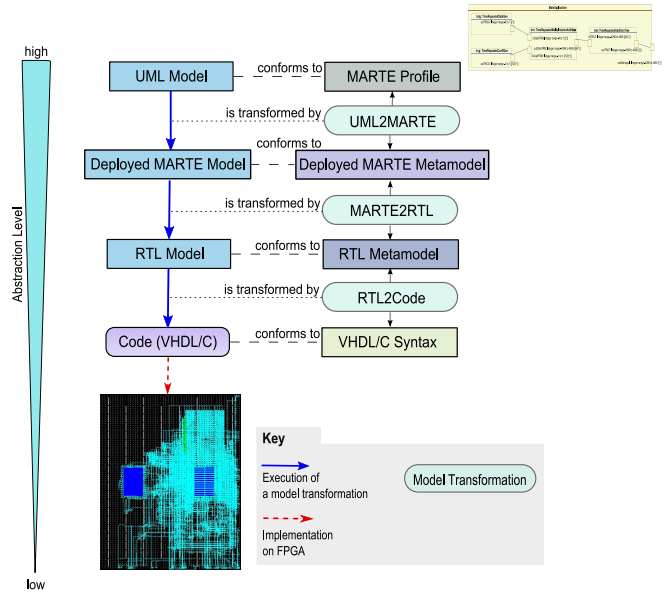 Multiplication
high
UML Model
conforms to
MARTE Profile
is transformed by
UML2MARTE
conforms to
Deployed MARTE Model
Deployed MARTE Metamodel
is transformed by
MARTE2RTL
Abstraction Level
RTL Model
conforms to
RTL Metamodel
is transformed by
RTL2Code
Code (VHDL/C)
conforms to
VHDL/C Syntax
Key
Execution of
a model transformation
Model Transformation
Implementation
on FPGA
low